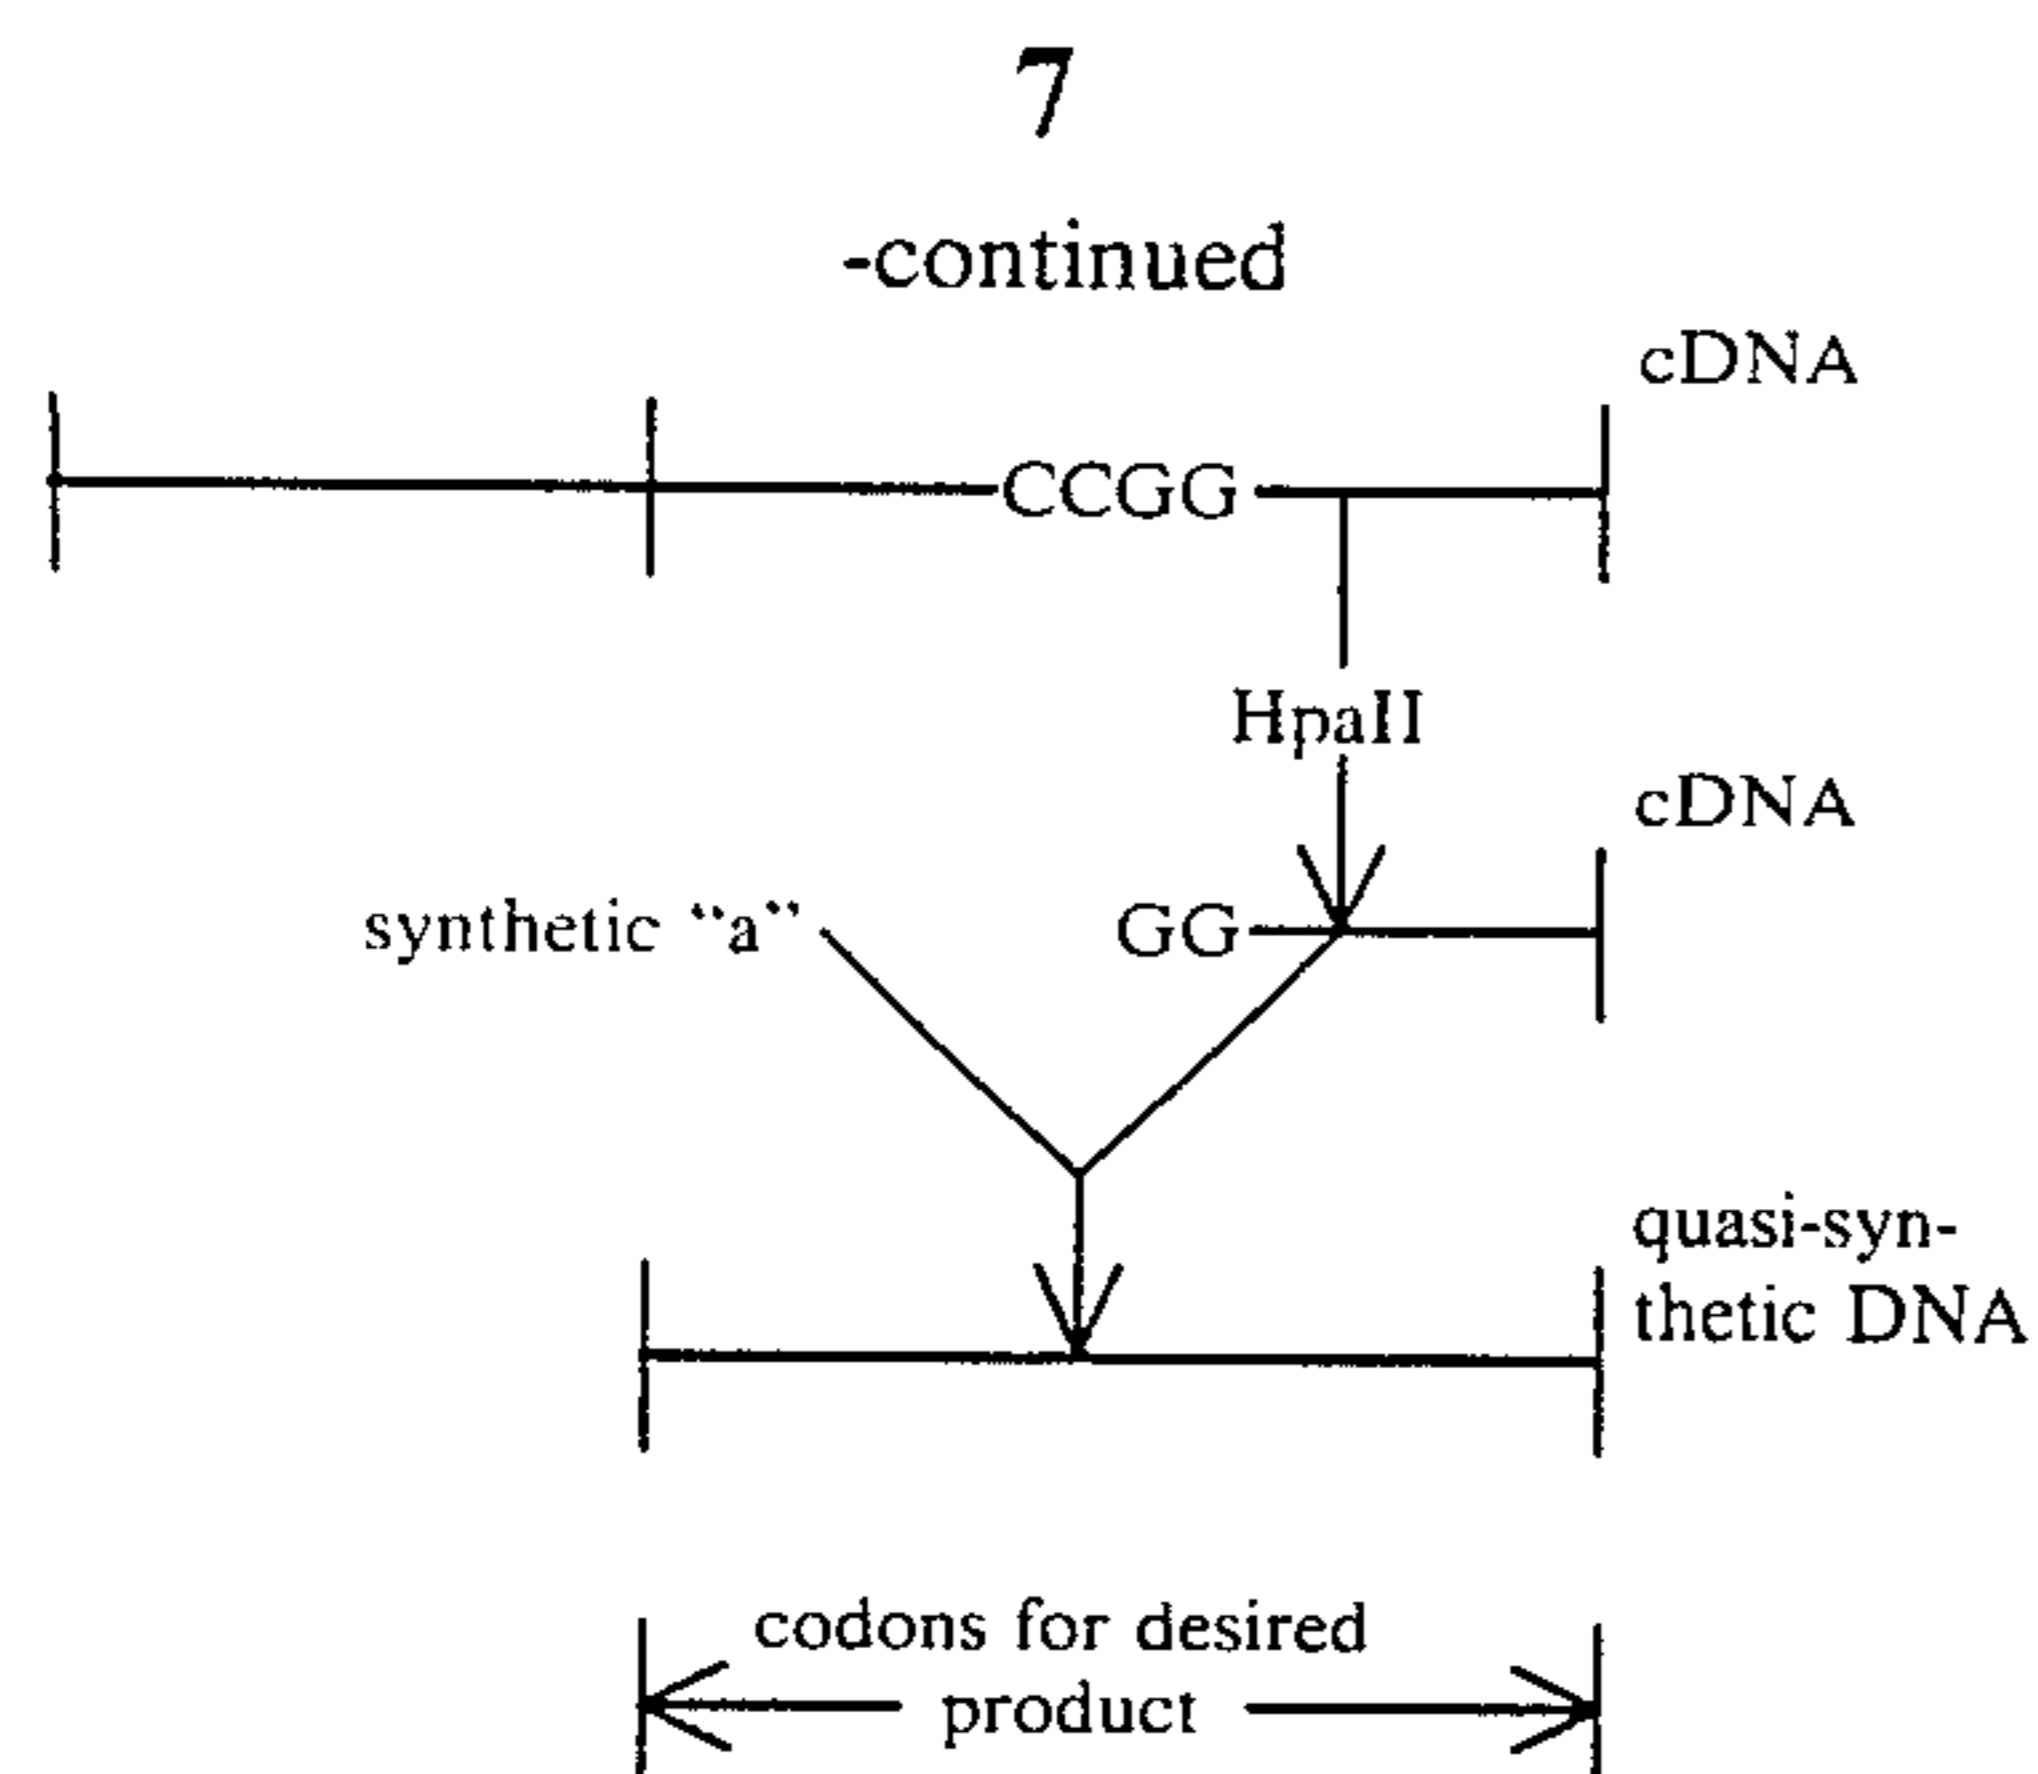 7
-continued
cDNA
CCGG
HpaII
cDNA
synthetic “a”
GG
quasi-syn-
thetic DNA
codons for desired
product